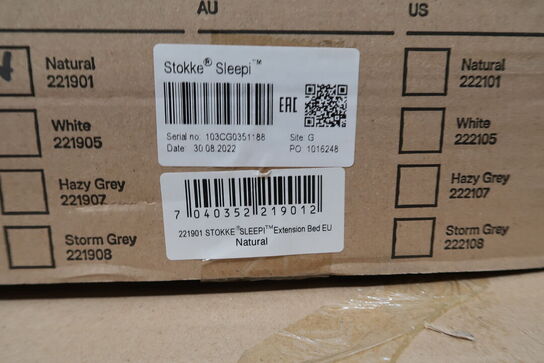 AU
US
Natural
221901
White
221905
Hazy Grey
221907
Storm Grey
221908
Stokke® Sleepi™
EAC
Serial no: 103CG0351188
Site: G
Date: 30.08.2022
PO: 1016248
7 040352 219012
221901 STOKKE®SLEEPI™Extension Bed EU
Natural
Natural
222101
White
222105
Hazy Grey
222107
Storm Grey
222108